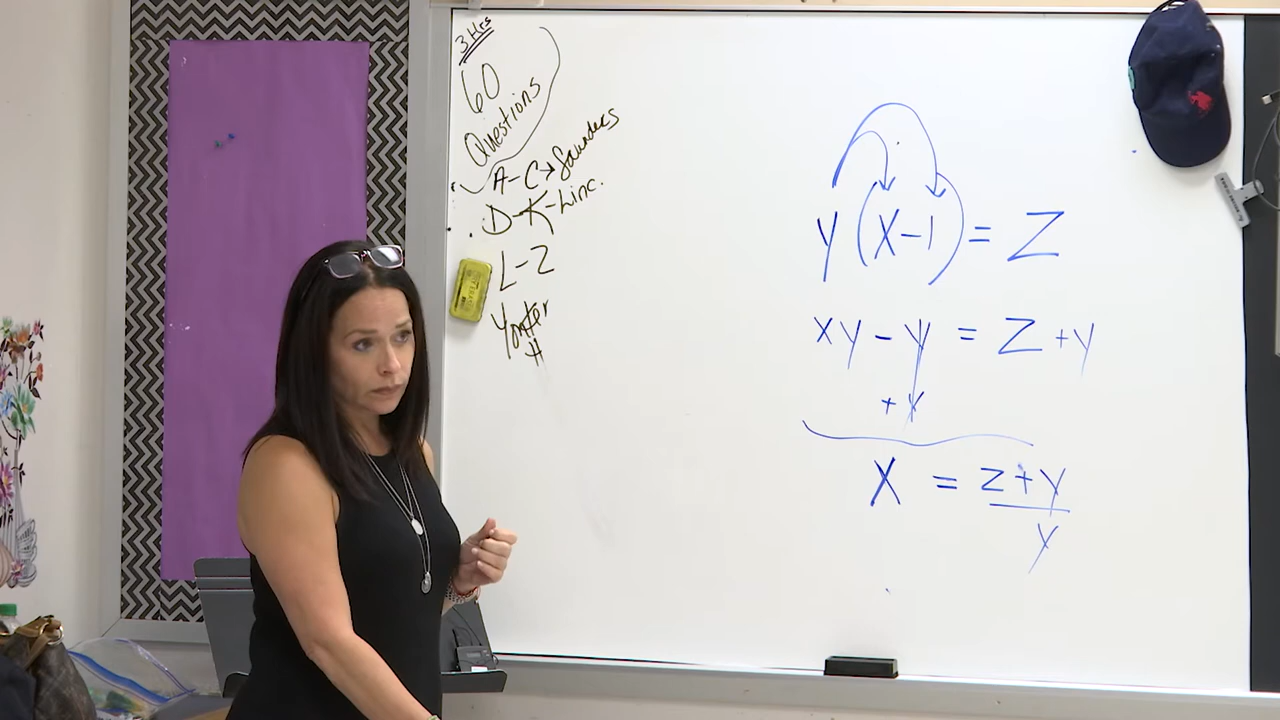 3 Hrs
60
Questions
A-C→Saunders
D-K-Linc.
L-Z
y(x-1) = Z
xy - y = Z + y
+ y
x = z + y
y